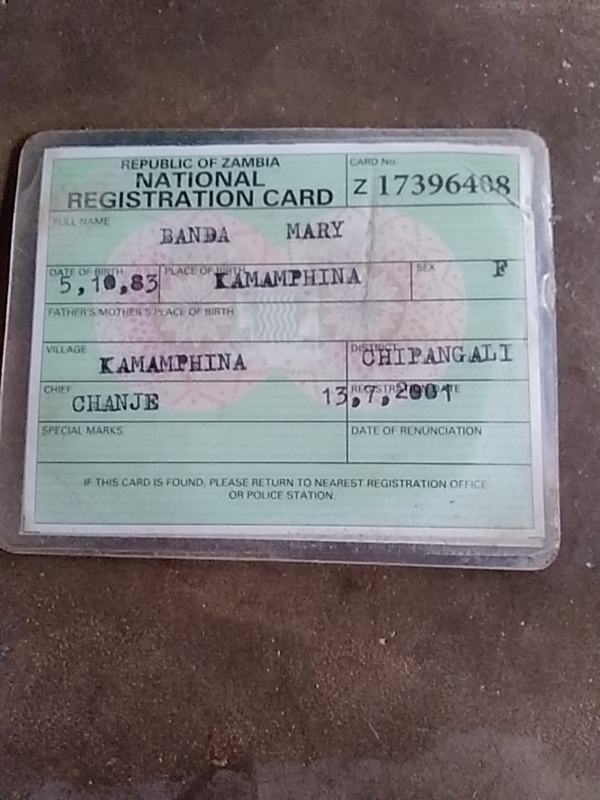 REPUBLIC OF ZAMBIA
NATIONAL
REGISTRATION CARD
CARD No.
Z 17396408
FULL NAME
BANDA MARY
DATE OF BIRTH
5,10,83
PLACE OF BIRTH
KAMAMPHINA
SEX
F
FATHER'S/MOTHER'S PLACE OF BIRTH
VILLAGE
KAMAMPHINA
DISTRICT
CHIPANGALI
CHIEF
CHANJE
REGISTRATION DATE
13,7,2001
SPECIAL MARKS
DATE OF RENUNCIATION
IF THIS CARD IS FOUND, PLEASE RETURN TO NEAREST REGISTRATION OFFICE
OR POLICE STATION.